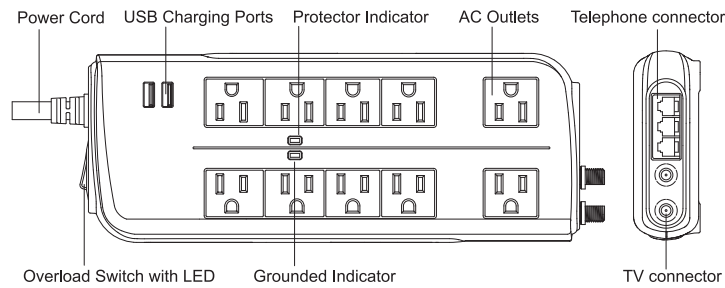 Power Cord
USB Charging Ports
Protector Indicator
AC Outlets
Telephone connector
Overload Switch with LED
Grounded Indicator
TV connector